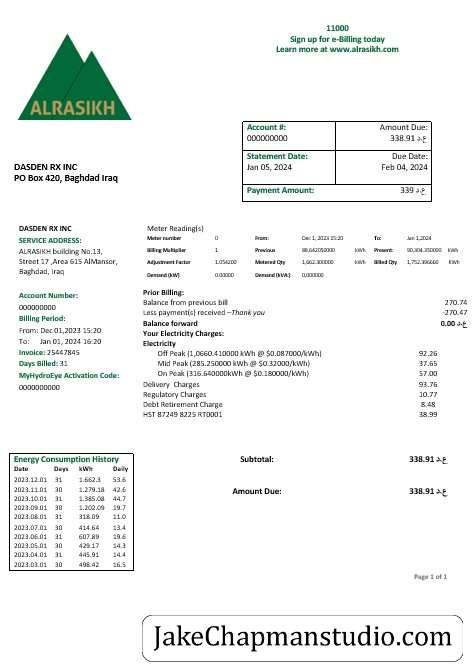 11000
Sign up for e-Billing today
Learn more at www.alrasikh.com
ALRASIKH
Account #:
000000000
Amount Due:
338.91 ع.د
Statement Date:
Jan 05, 2024
Due Date:
Feb 04, 2024
Payment Amount:
339 ع.د
DASDEN RX INC
PO Box 420, Baghdad Iraq
DASDEN RX INC
SERVICE ADDRESS:
ALRASIKH building No.13,
Street 17 ,Area 615 AlMansor,
Baghdad, Iraq
Account Number:
000000000
Billing Period:
From: Dec 01,2023 15:20
To: Jan 01, 2024 16:20
Invoice: 25447845
Days Billed: 31
MyHydroEye Activation Code:
0000000000
Meter Reading(s)
Meter number 0 From: Dec 1, 2023 15:20 To: Jan 1,2024
Billing Multiplier 1 Previous 88,642050000 kWh Present: 90,304.350000 kWh
Adjustment Factor 1.054200 Metered Qty 1,662.300000 kWh Billed Qty 1,752.396660 kWh
Demand (kW) 0.00000 Demand (kVA) 0,000000
Prior Billing:
Balance from previous bill 270.74
Less payment(s) received –Thank you -270.47
Balance forward 0.00 ع.د
Your Electricity Charges:
Electricity
Off Peak (1,0660.410000 kWh @ $0.087000/kWh) 92.26
Mid Peak (285.250000 kWh @ $0.32000/kWh) 37.65
On Peak (316.640000kWh @ $0.180000/kWh) 57.00
Delivery Charges 93.76
Regulatory Charges 10.77
Debt Retirement Charge 8.48
HST 87249 8225 RT0001 38.99
Energy Consumption History
Date Days kWh Daily
2023.12.01 31 1.662.3 53.6
2023.11.01 30 1.279.18 42.6
2023.10.01 31 1.385.08 44.7
2023.09.01 30 1.202.09 19.7
2023.08.01 31 318.09 11.0
2023.07.01 30 414.64 13.4
2023.06.01 31 607.89 19.6
2023.05.01 30 429.17 14.3
2023.04.01 31 445.91 14.4
2023.03.01 30 498.42 16.5
Subtotal: 338.91 ع.د
Amount Due: 338.91 ع.د
Page 1 of 1
JakeChapmanstudio.com